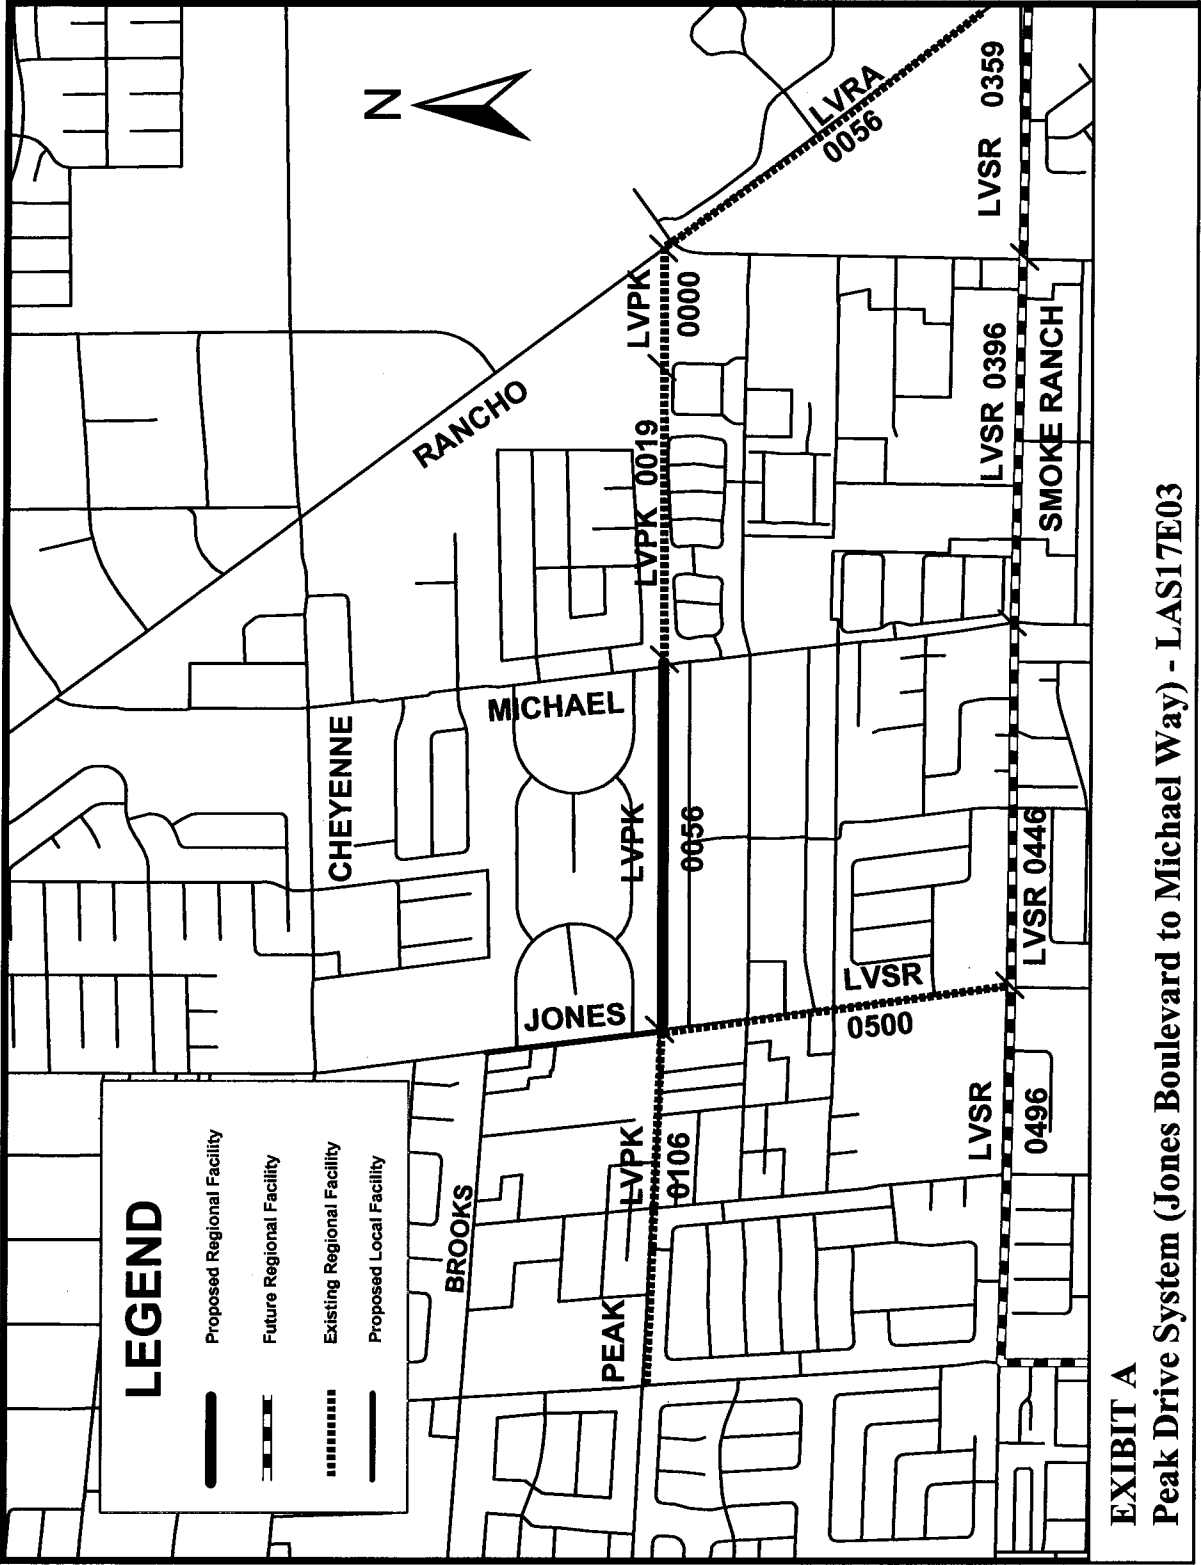 LEGEND
Proposed Regional Facility
Future Regional Facility
Existing Regional Facility
Proposed Local Facility
N
RANCHO
CHEYENNE
MICHAEL
JONES
BROOKS
PEAK
LVPK
0106
LVPK
0056
LVPK 0019
LVPK
0000
LVRA
0056
LVSR
0500
LVSR
0496
LVSR 0446
LVSR 0396
SMOKE RANCH
LVSR 0359
EXIBIT A
Peak Drive System (Jones Boulevard to Michael Way) - LAS17E03